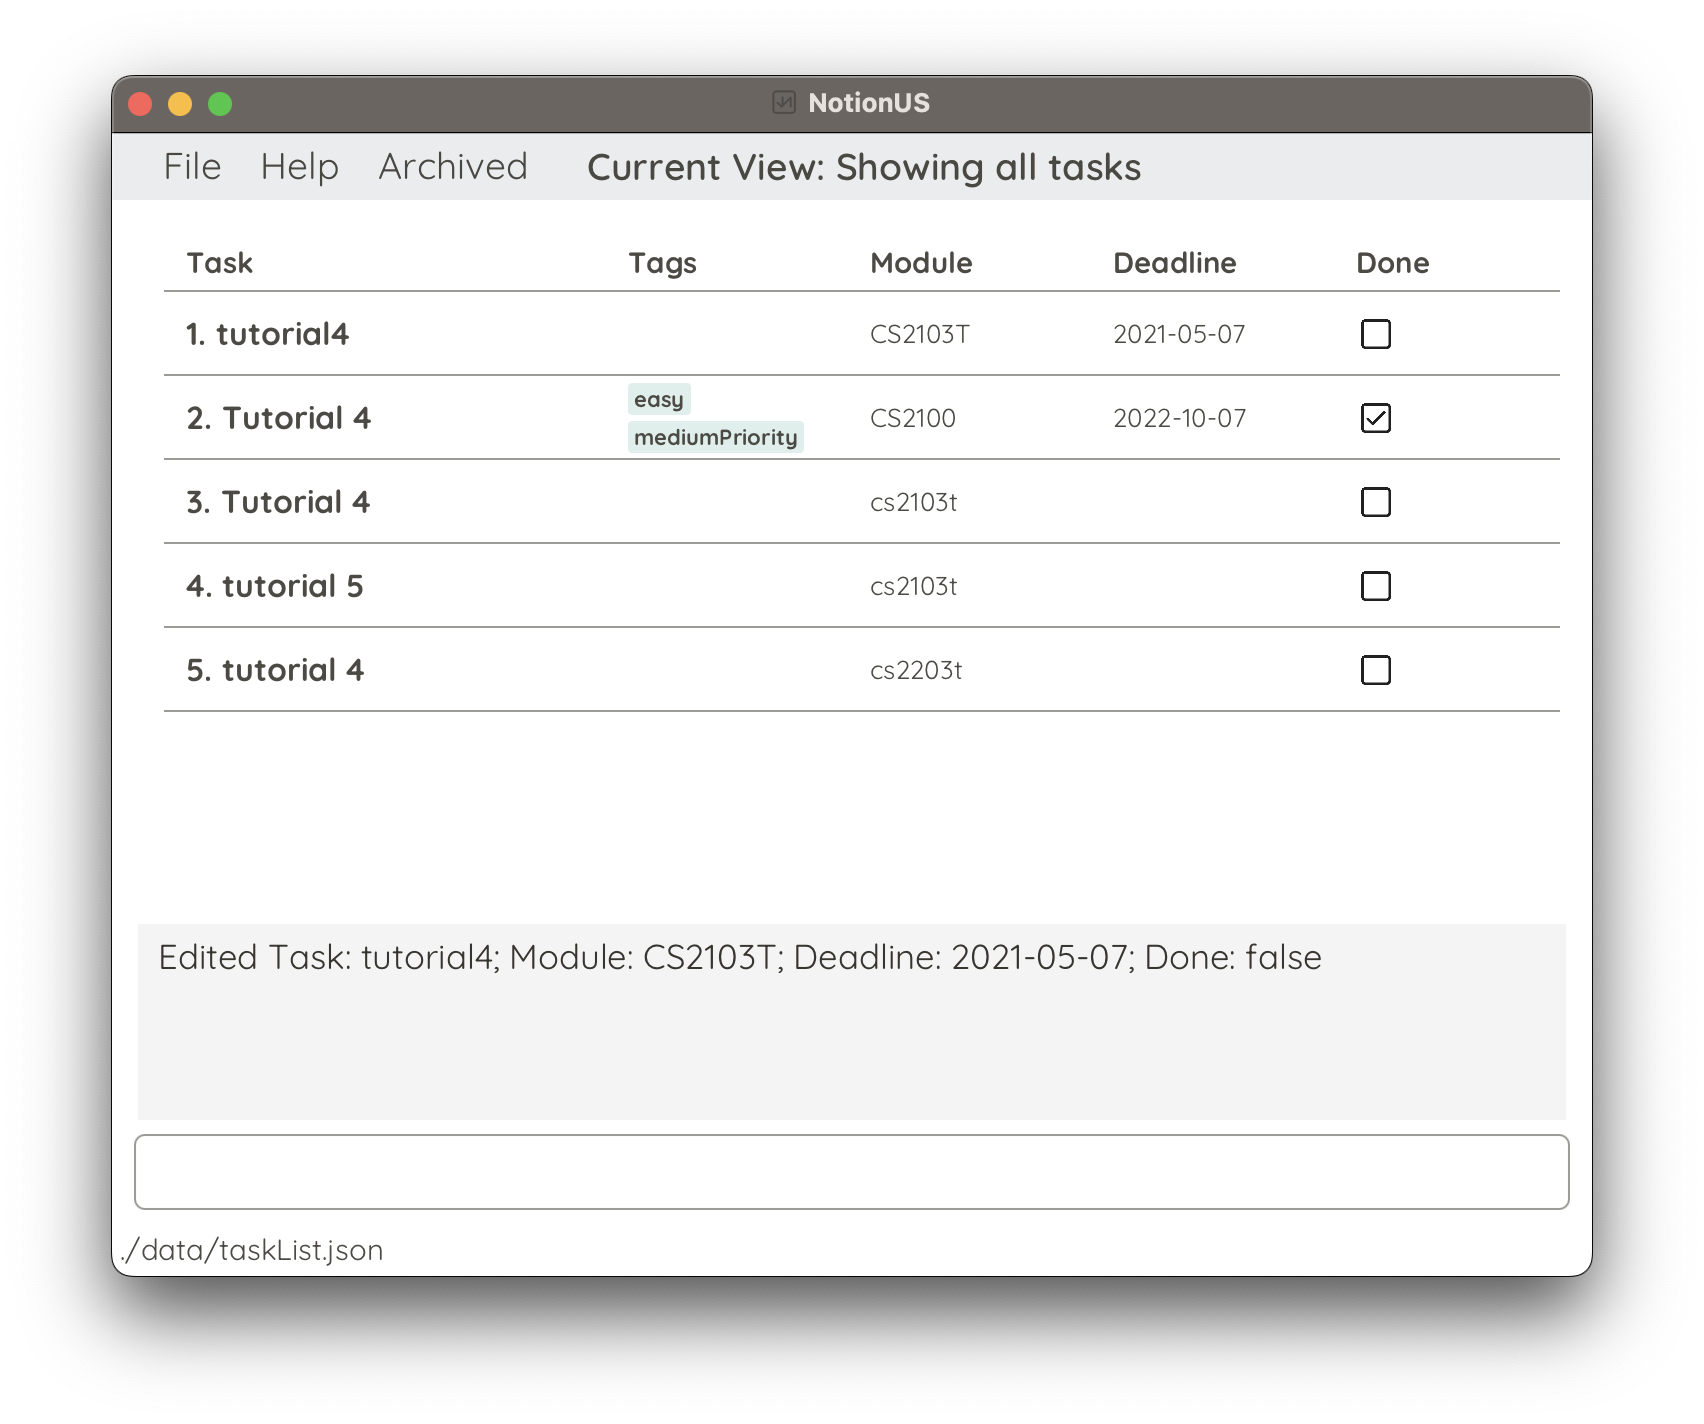 NotionUS
File Help Archived Current View: Showing all tasks
Task Tags Module Deadline Done
1. tutorial4 CS2103T 2021-05-07
2. Tutorial 4 easy mediumPriority CS2100 2022-10-07
3. Tutorial 4 cs2103t
4. tutorial 5 cs2103t
5. tutorial 4 cs2203t
Edited Task: tutorial4; Module: CS2103T; Deadline: 2021-05-07; Done: false
./data/taskList.json